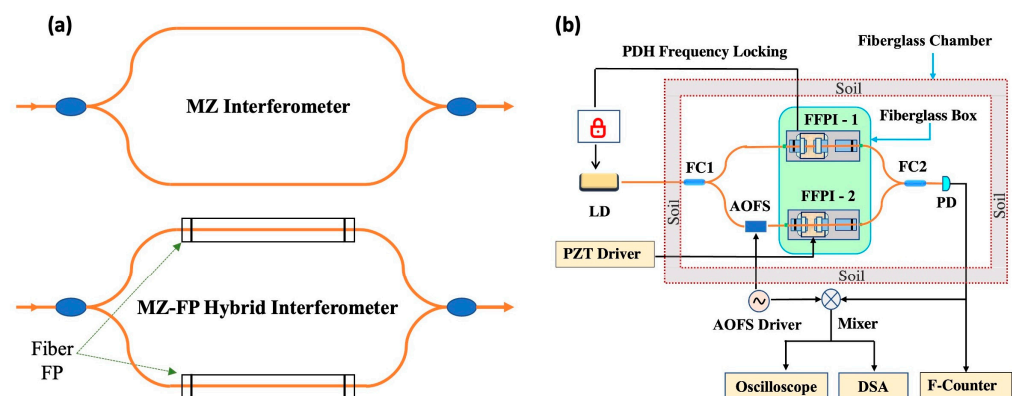 (a)
MZ Interferometer
MZ-FP Hybrid Interferometer
Fiber
FP
(b)
PDH Frequency Locking
Fiberglass Chamber
Soil
FFPI - 1
Fiberglass Box
FC1
FC2
LD
AOFS
FFPI - 2
PD
Soil
Soil
PZT Driver
Soil
AOFS Driver
Mixer
Oscilloscope
DSA
F-Counter